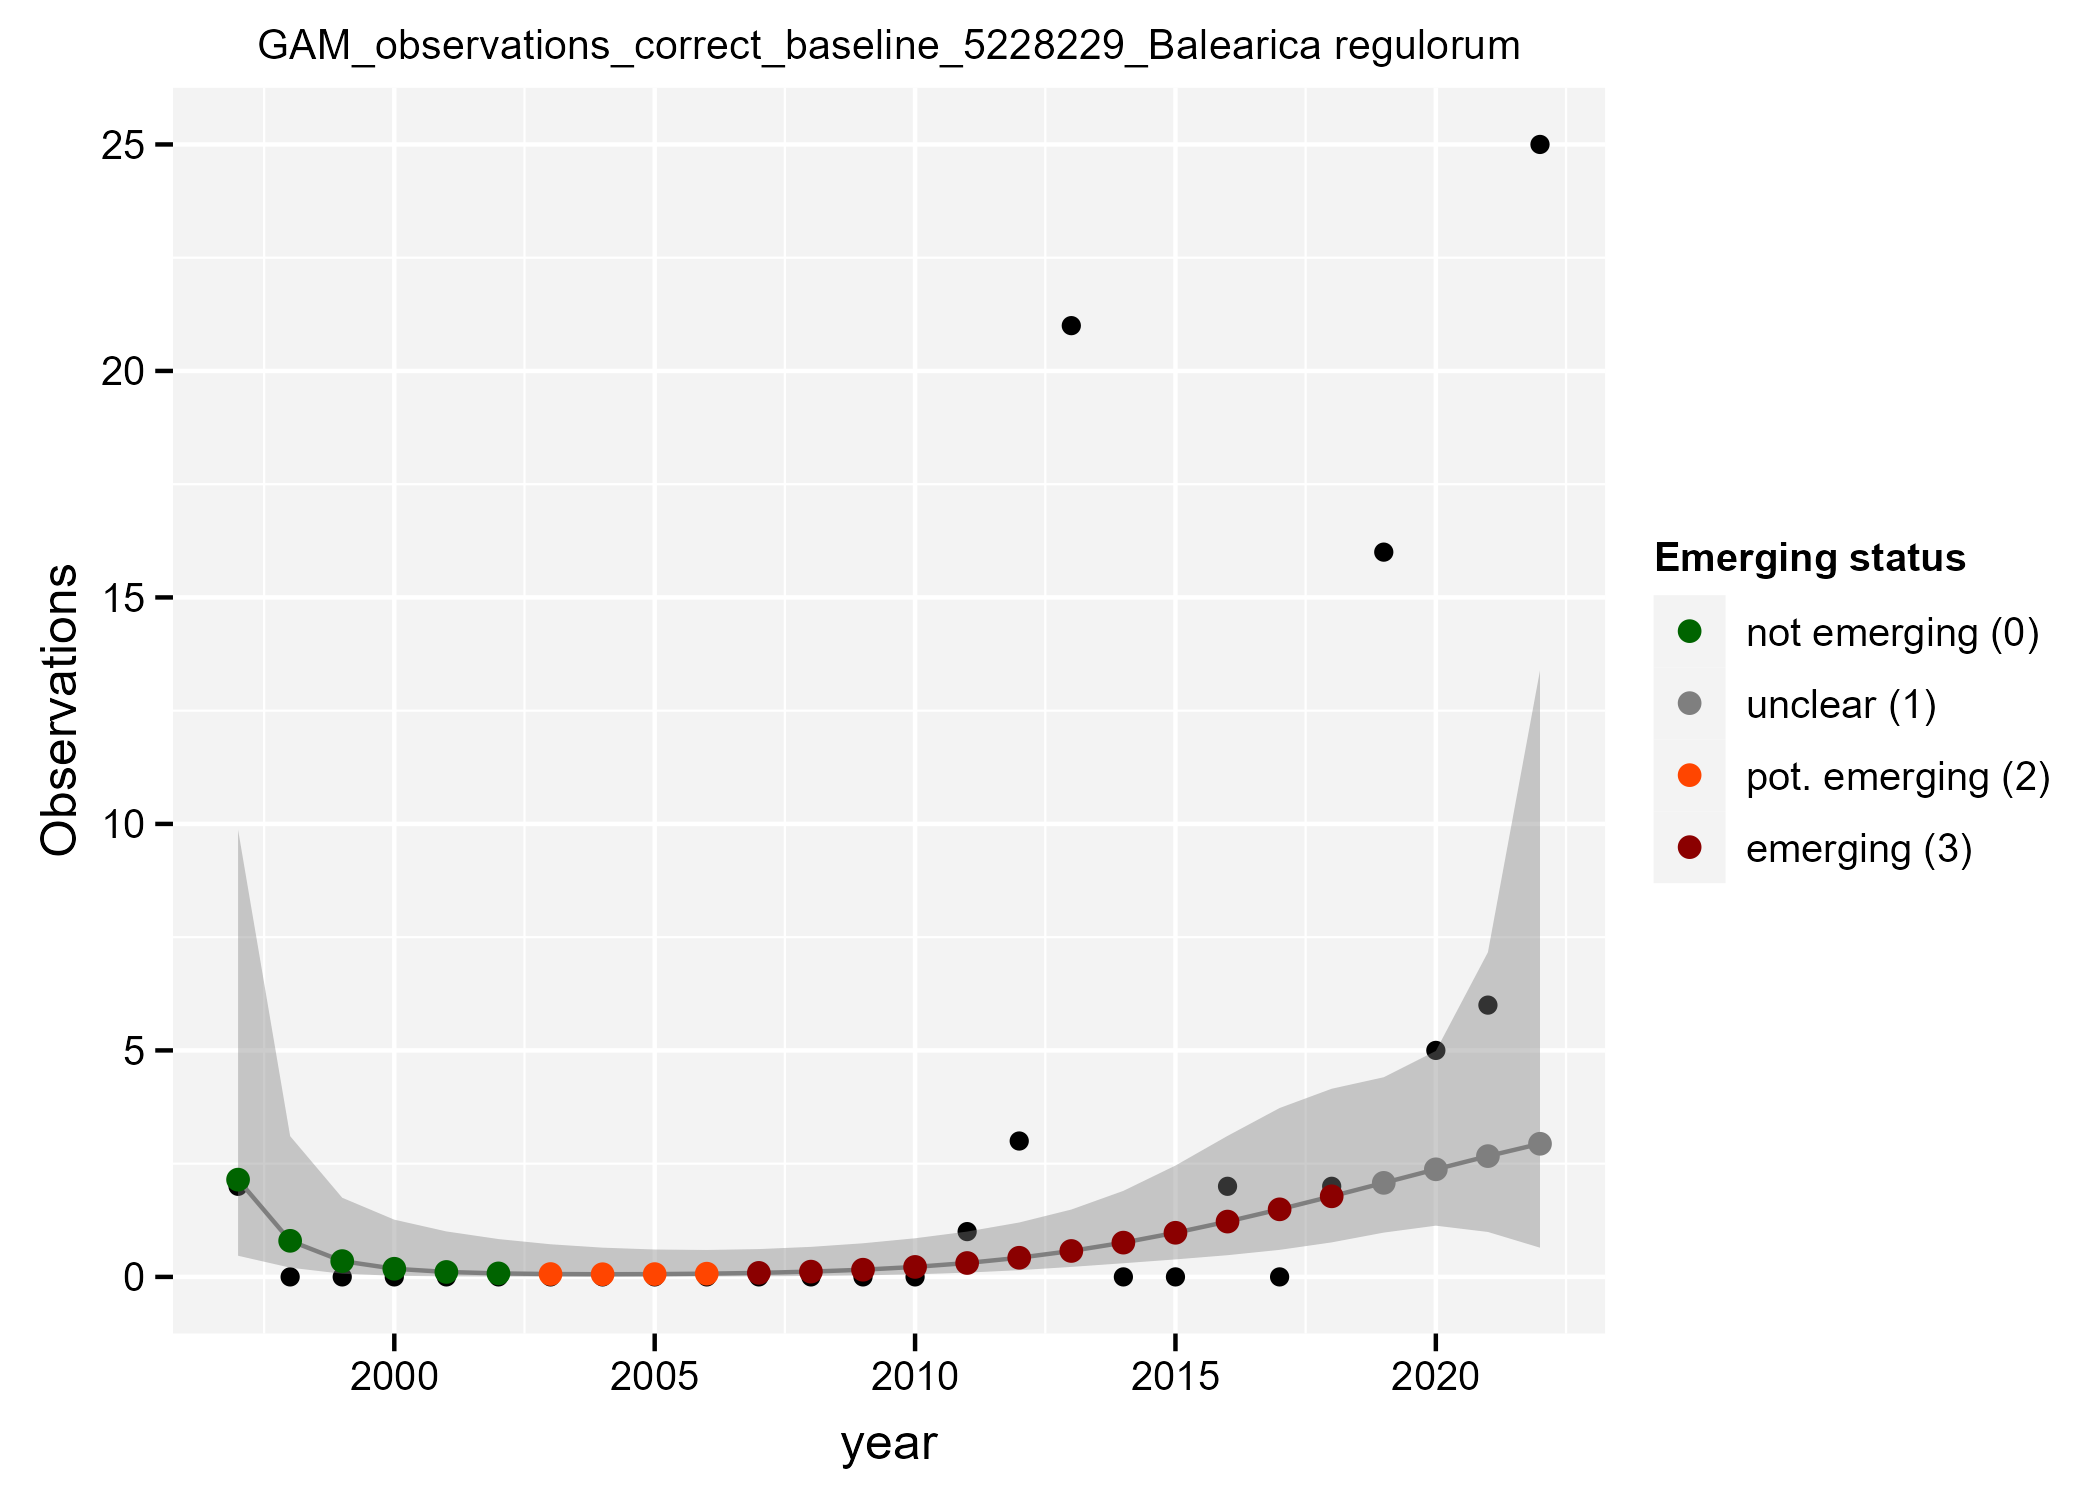 GAM_observations_correct_baseline_5228229_Balearica regulorum
25
20
15
10
5
0
Observations
2000 2005 2010 2015 2020
year
Emerging status
not emerging (0)
unclear (1)
pot. emerging (2)
emerging (3)